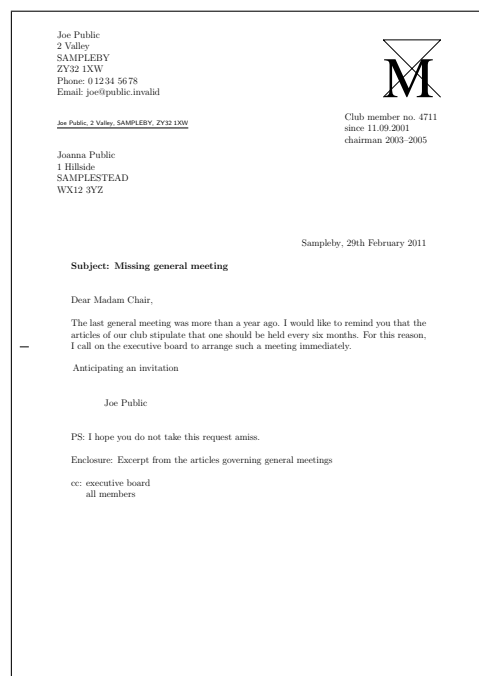 Joe Public
2 Valley
SAMPLEBY
ZY32 1XW
Phone: 0 12 34 56 78
Email: joe@public.invalid
M
Club member no. 4711
since 11.09.2001
chairman 2003–2005
Joe Public, 2 Valley, SAMPLEBY, ZY32 1XW
Joanna Public
1 Hillside
SAMPLESTEAD
WX12 3YZ
Sampleby, 29th February 2011
Subject: Missing general meeting
Dear Madam Chair,
The last general meeting was more than a year ago. I would like to remind you that the
articles of our club stipulate that one should be held every six months. For this reason,
I call on the executive board to arrange such a meeting immediately.
Anticipating an invitation
Joe Public
PS: I hope you do not take this request amiss.
Enclosure: Excerpt from the articles governing general meetings
cc: executive board
all members